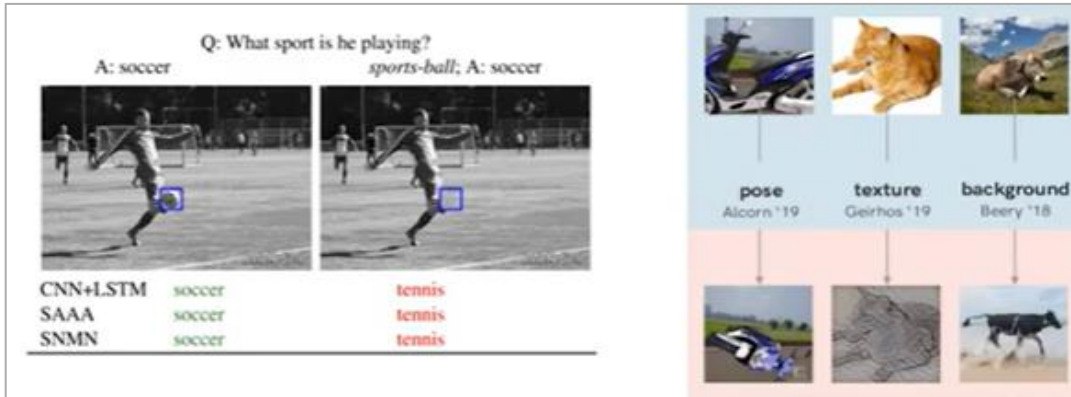 Q: What sport is he playing?
A: soccer
sports-ball; A: soccer
CNN+LSTM soccer tennis
SAAA soccer tennis
SNMN soccer tennis
pose texture background
Alcorn '19 Geirhos '19 Beery '18